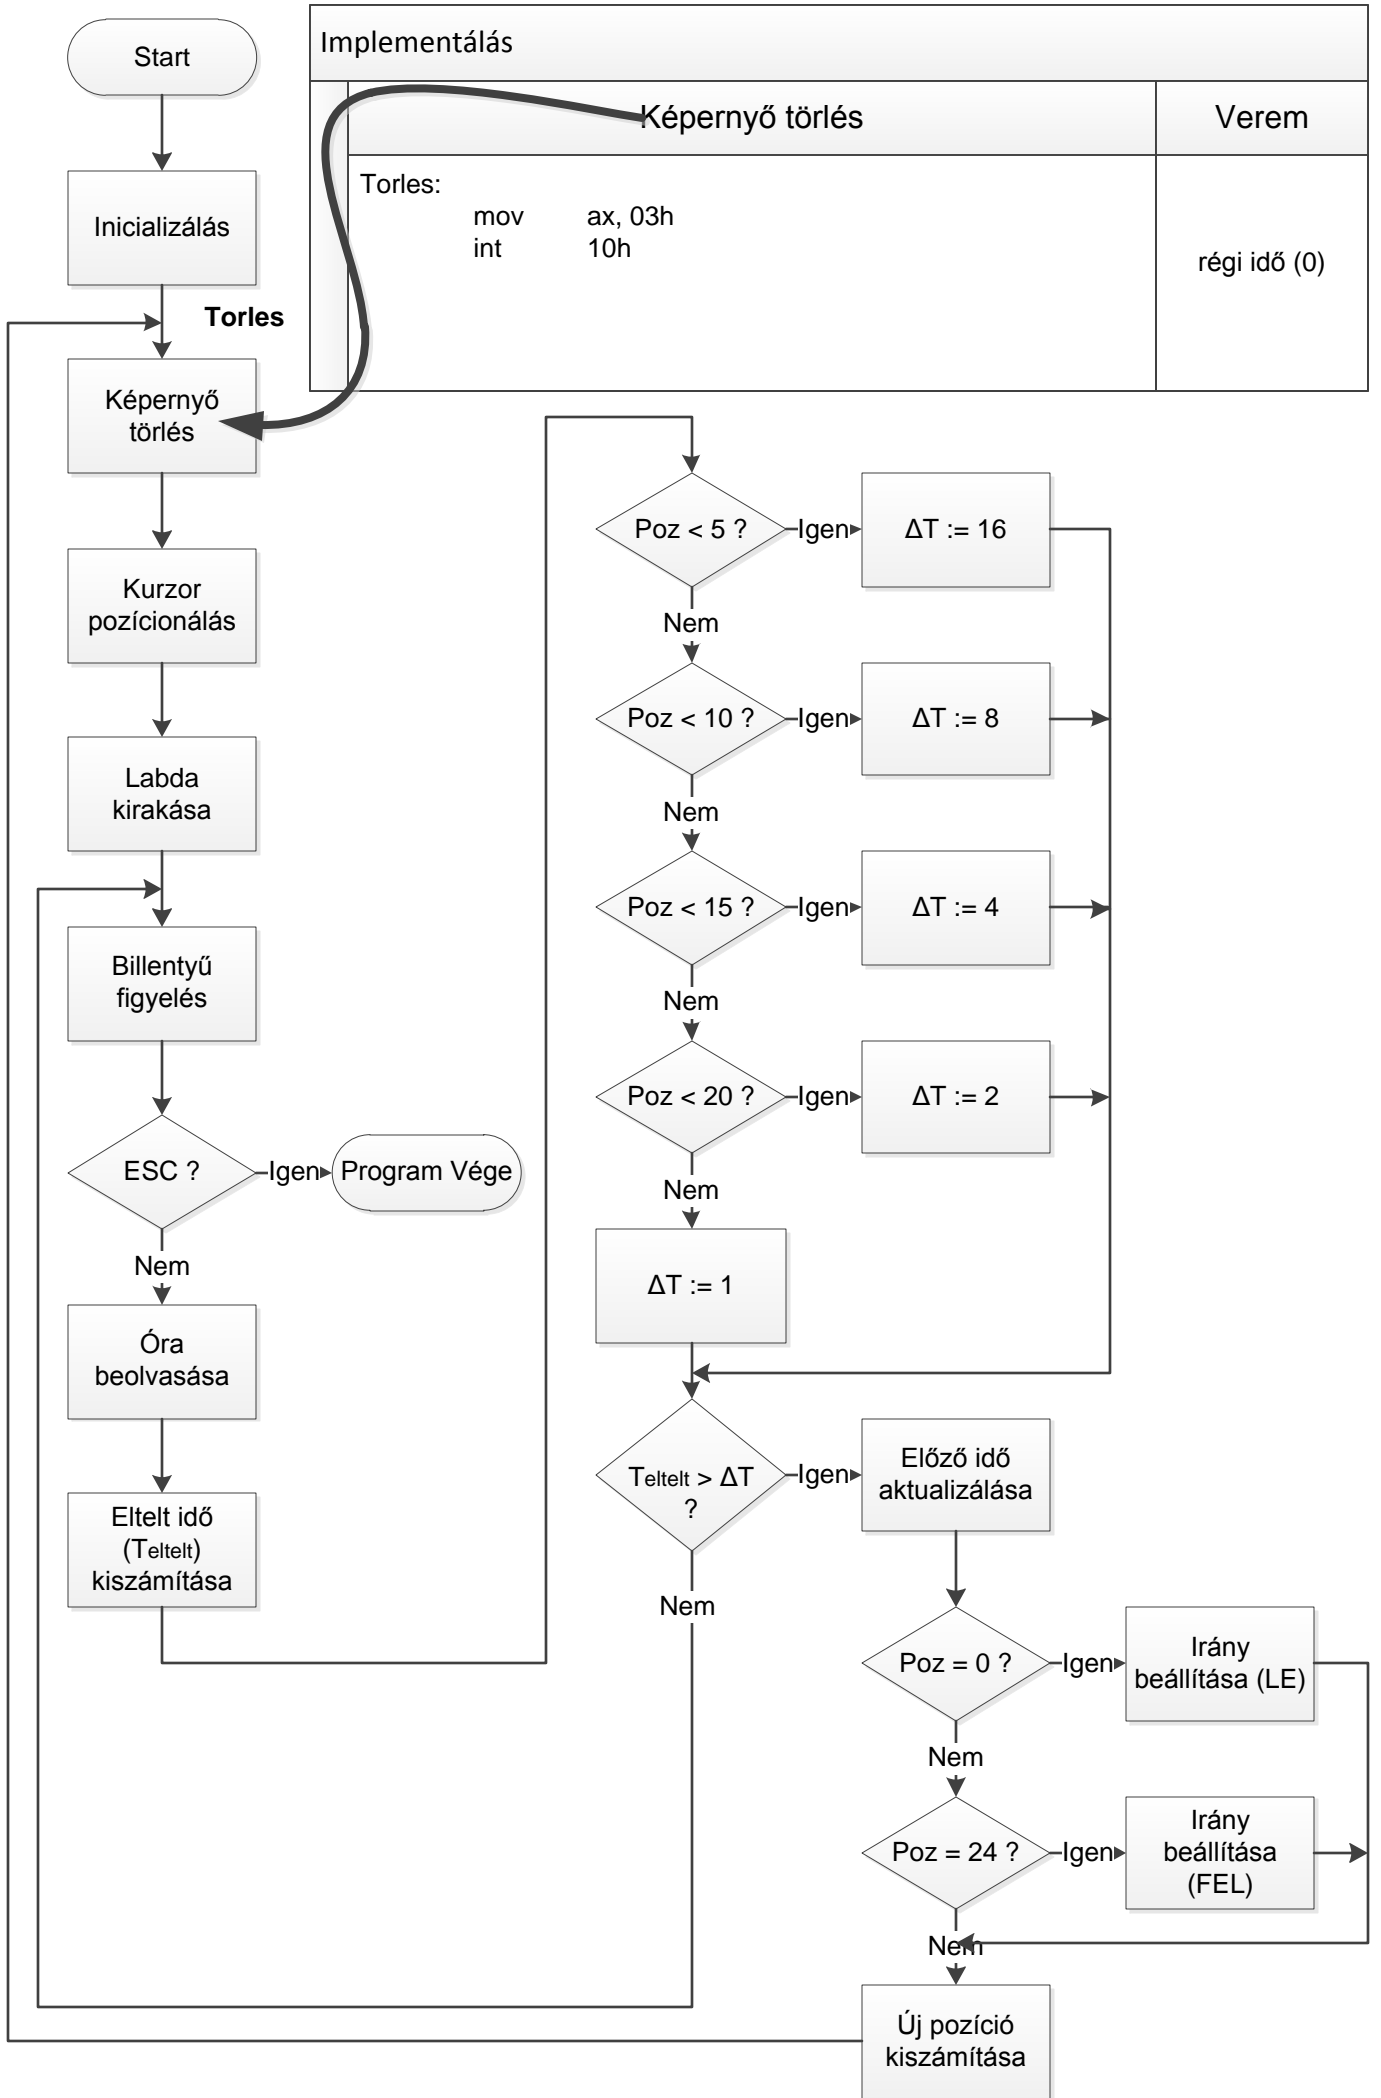 Start
Implementálás
Képernyő törlés
Verem
Torles:
mov ax, 03h
int 10h
régi idő (0)
Inicializálás
Torles
Képernyő
törlés
Kurzor
pozícionálás
Labda
kirakása
Billentyű
figyelés
ESC ?
Igen
Program Vége
Nem
Óra
beolvasása
Eltelt idő
(Teltelt)
kiszámítása
Poz < 5 ?
Igen
ΔT := 16
Nem
Poz < 10 ?
Igen
ΔT := 8
Nem
Poz < 15 ?
Igen
ΔT := 4
Nem
Poz < 20 ?
Igen
ΔT := 2
Nem
ΔT := 1
Teltelt > ΔT
?
Igen
Előző idő
aktualizálása
Nem
Poz = 0 ?
Igen
Irány
beállítása (LE)
Nem
Poz = 24 ?
Igen
Irány
beállítása
(FEL)
Nem
Új pozíció
kiszámítása